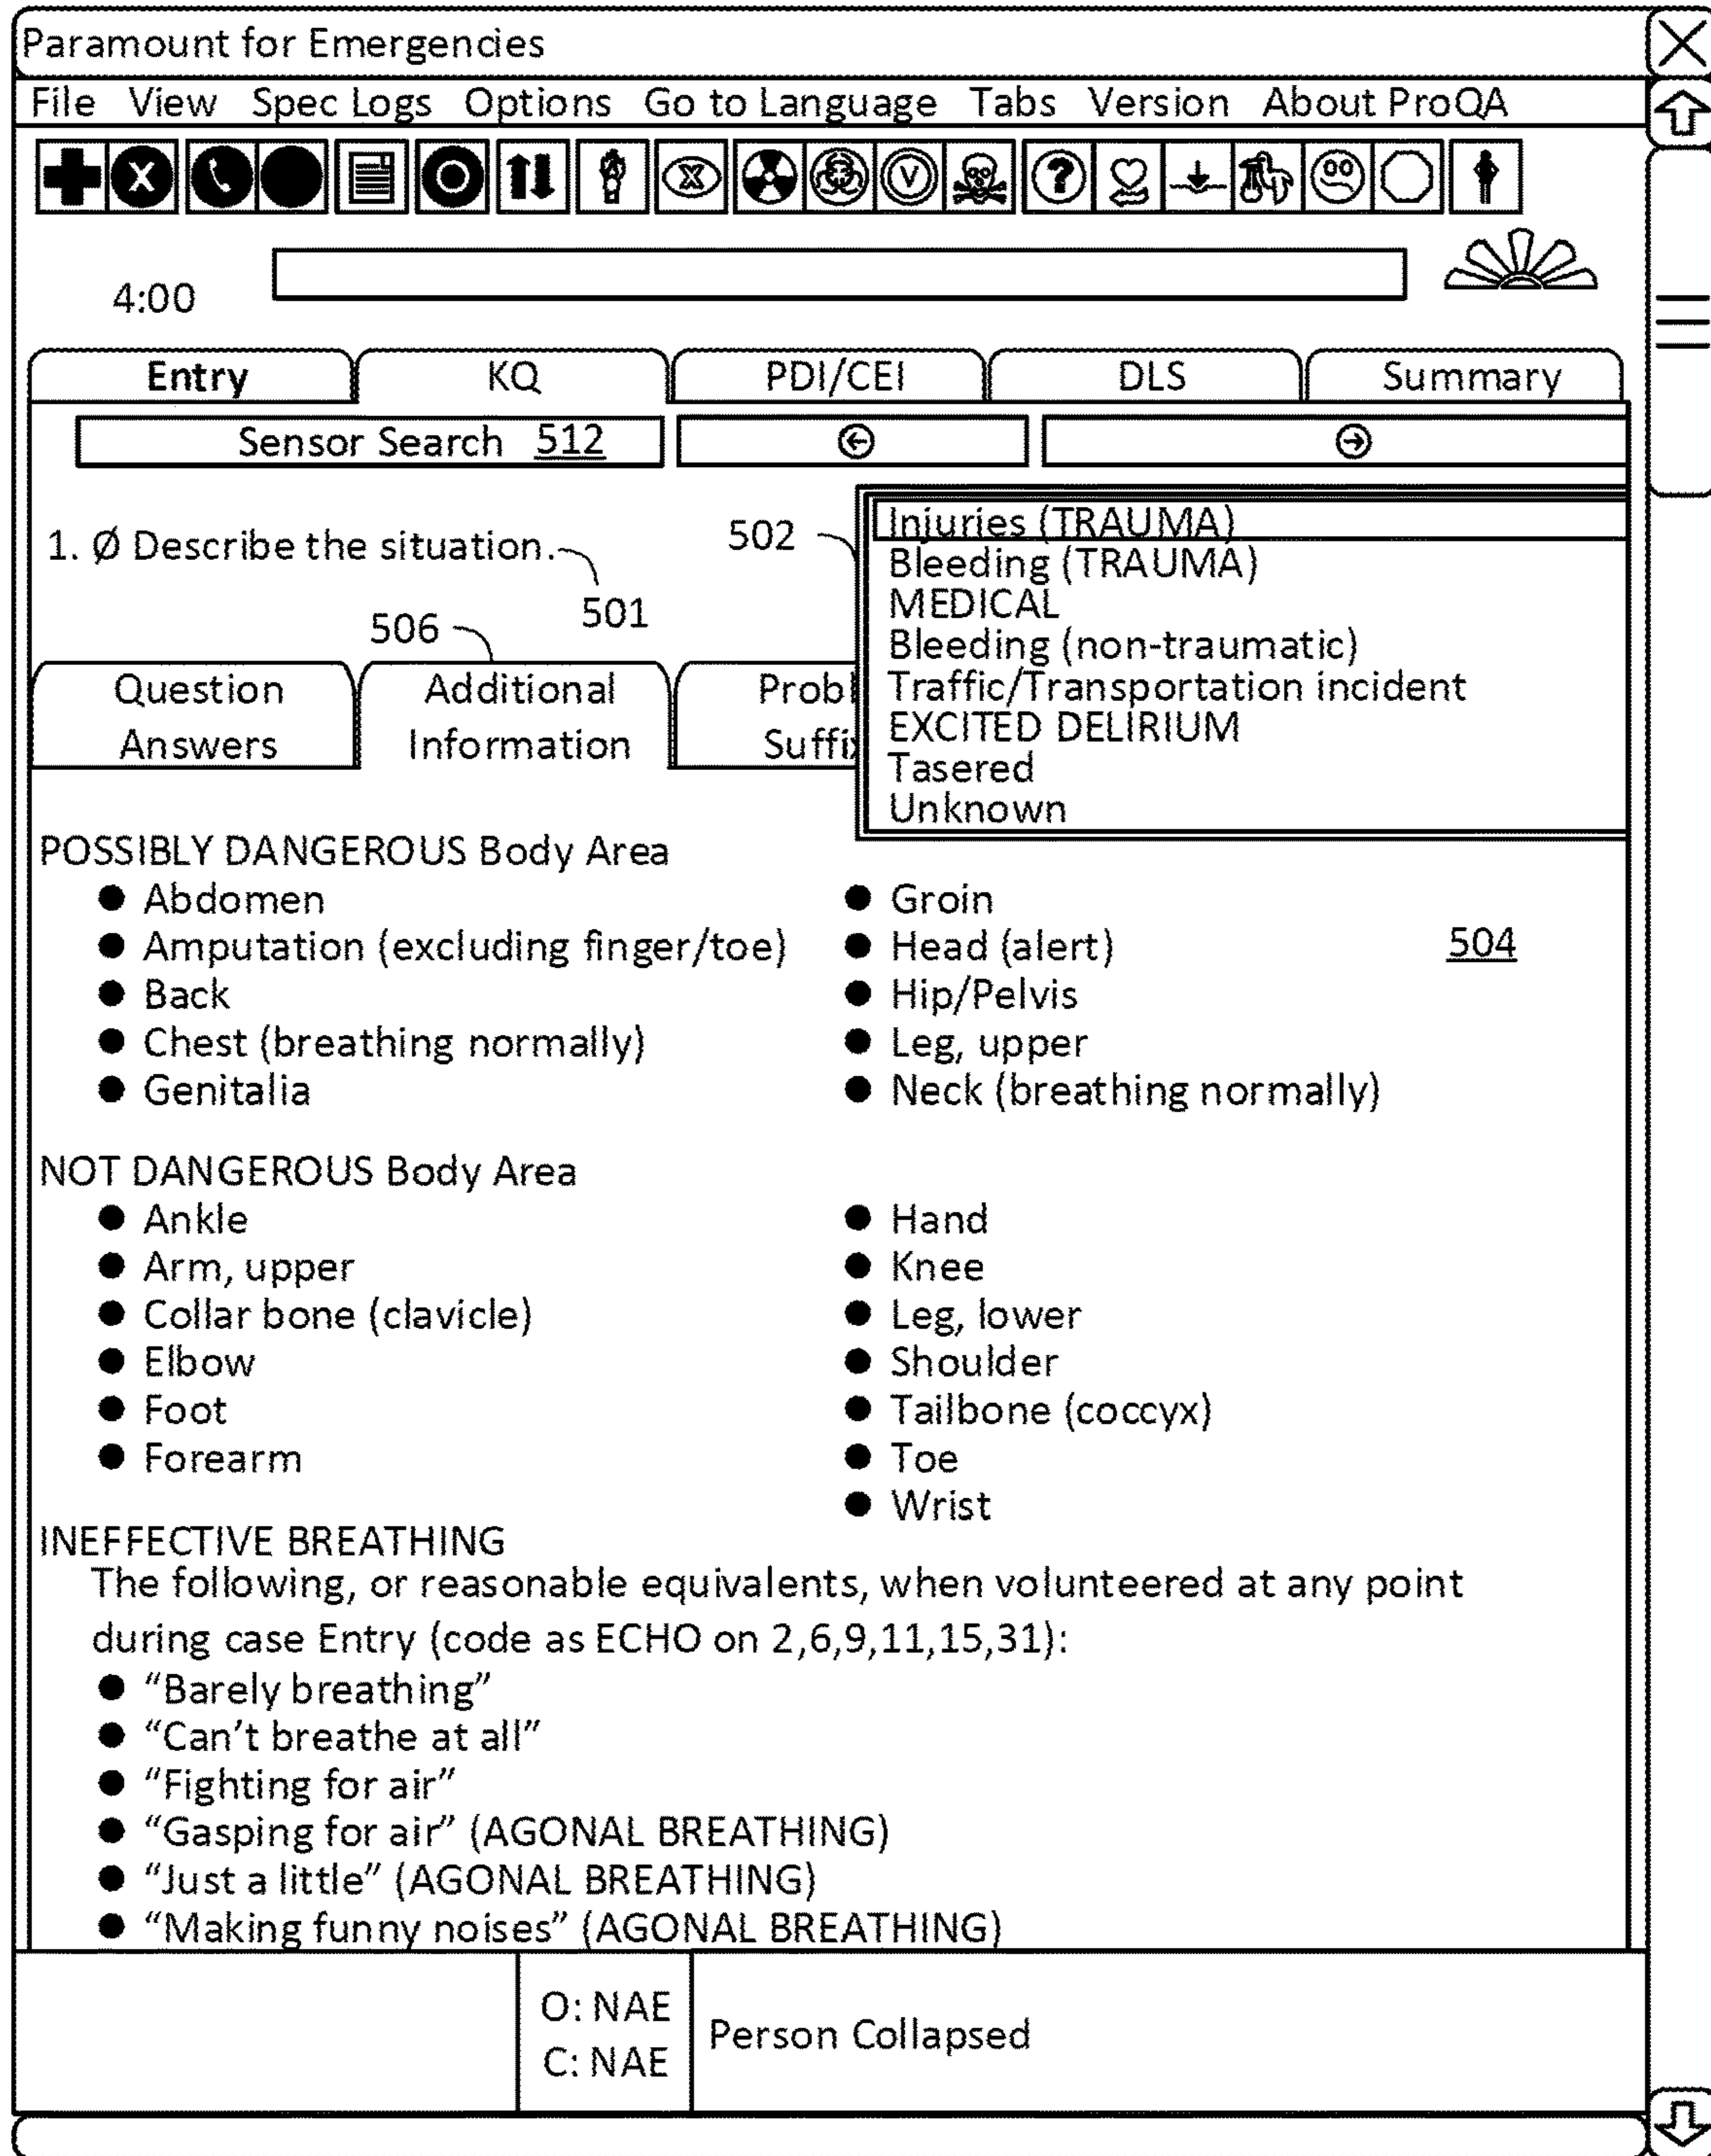 Paramount for Emergencies
File View Spec Logs Options Go to Language Tabs Version About ProQA
X V ?
4:00
Entry KQ PDI/CEI DLS Summary
Sensor Search 512
1. Ø Describe the situation.
501
502
Injuries (TRAUMA)
Bleeding (TRAUMA)
MEDICAL
Bleeding (non-traumatic)
Traffic/Transportation incident
EXCITED DELIRIUM
Tasered
Unknown
506
Question Answers
Additional Information
Probl
Suffix
POSSIBLY DANGEROUS Body Area
● Abdomen
● Amputation (excluding finger/toe)
● Back
● Chest (breathing normally)
● Genitalia
● Groin
● Head (alert)
● Hip/Pelvis
● Leg, upper
● Neck (breathing normally)
504
NOT DANGEROUS Body Area
● Ankle
● Arm, upper
● Collar bone (clavicle)
● Elbow
● Foot
● Forearm
● Hand
● Knee
● Leg, lower
● Shoulder
● Tailbone (coccyx)
● Toe
● Wrist
INEFFECTIVE BREATHING
The following, or reasonable equivalents, when volunteered at any point
during case Entry (code as ECHO on 2,6,9,11,15,31):
● “Barely breathing”
● “Can’t breathe at all”
● “Fighting for air”
● “Gasping for air” (AGONAL BREATHING)
● “Just a little” (AGONAL BREATHING)
● “Making funny noises” (AGONAL BREATHING)
O: NAE
C: NAE
Person Collapsed